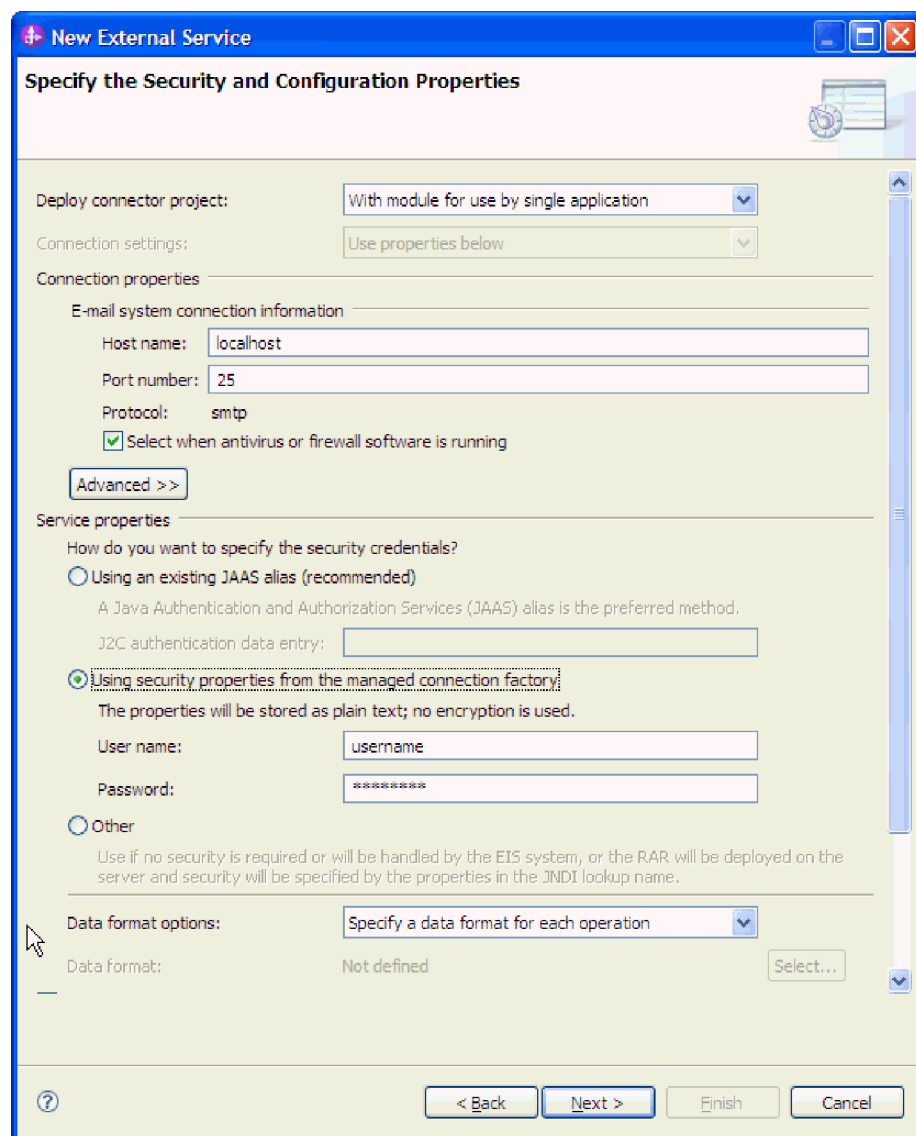 New External Service
Specify the Security and Configuration Properties
Deploy connector project: With module for use by single application
Connection settings: Use properties below
Connection properties
E-mail system connection information
Host name: localhost
Port number: 25
Protocol: smtp
Select when antivirus or firewall software is running
Advanced >>
Service properties
How do you want to specify the security credentials?
Using an existing JAAS alias (recommended)
A Java Authentication and Authorization Services (JAAS) alias is the preferred method.
J2C authentication data entry:
Using security properties from the managed connection factory
The properties will be stored as plain text; no encryption is used.
User name: username
Password: ********
Other
Use if no security is required or will be handled by the EIS system, or the RAR will be deployed on the
server and security will be specified by the properties in the JNDI lookup name.
Data format options: Specify a data format for each operation
Data format: Not defined Select...
? < Back Next > Finish Cancel